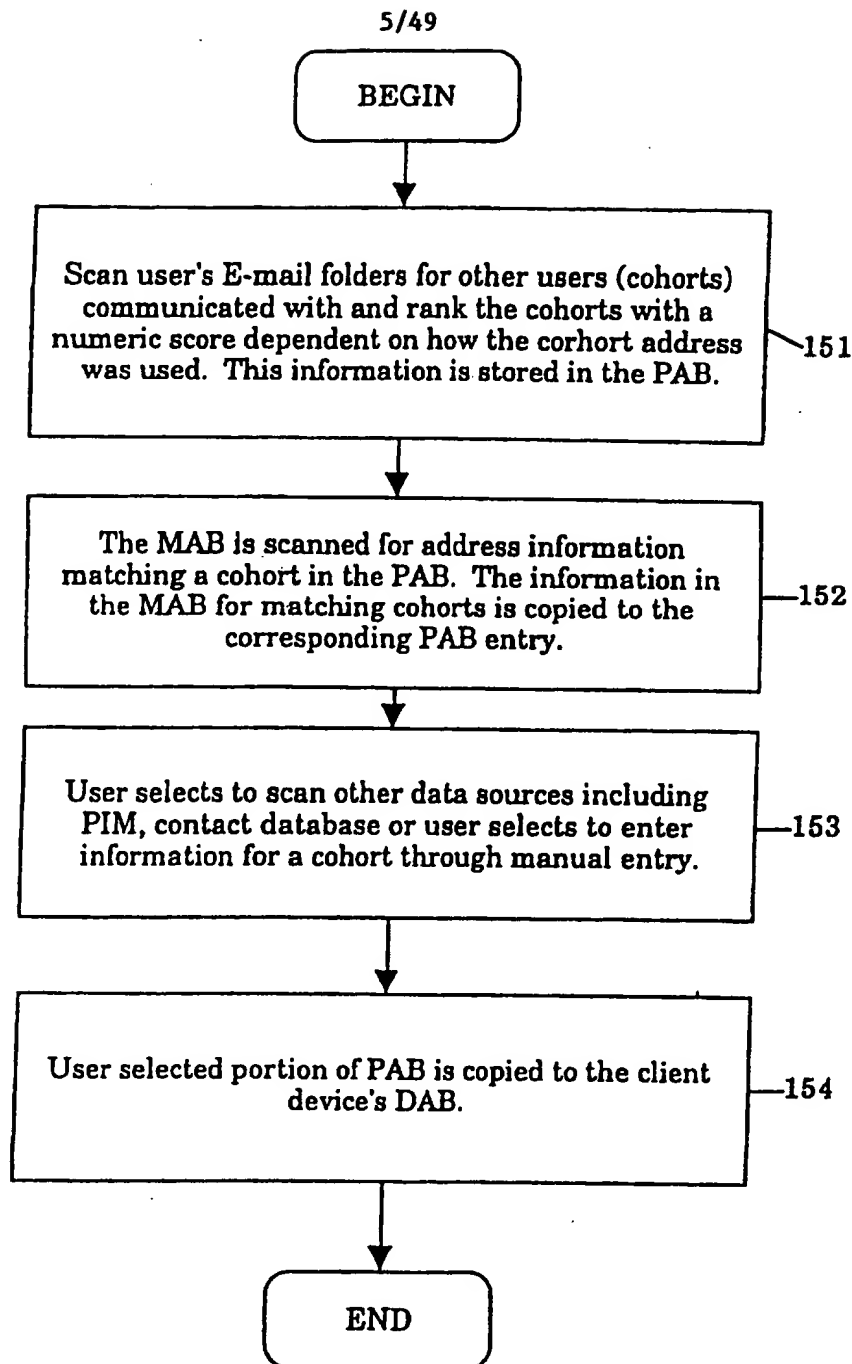 5/49
BEGIN
Scan user's E-mail folders for other users (cohorts)
communicated with and rank the cohorts with a
numeric score dependent on how the corhort address
was used. This information is stored in the PAB.
151
The MAB is scanned for address information
matching a cohort in the PAB. The information in
the MAB for matching cohorts is copied to the
corresponding PAB entry.
152
User selects to scan other data sources including
PIM, contact database or user selects to enter
information for a cohort through manual entry.
153
User selected portion of PAB is copied to the client
device's DAB.
154
END